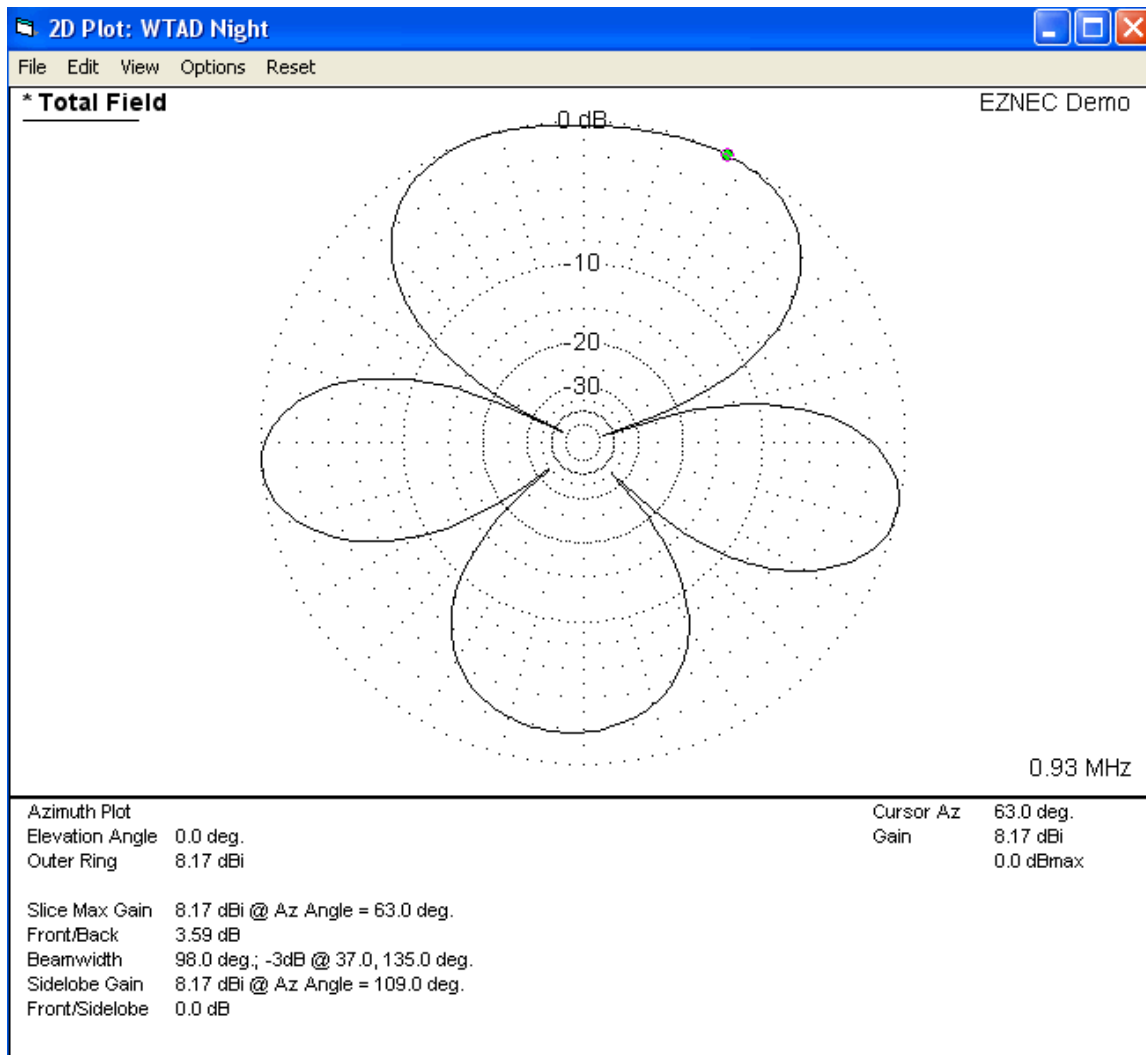 2D Plot: WTAD Night
File Edit View Options Reset
* Total Field
EZNEC Demo
0 dB
-10
-20
-30
0.93 MHz
Azimuth Plot
Elevation Angle 0.0 deg.
Outer Ring 8.17 dBi
Cursor Az 63.0 deg.
Gain 8.17 dBi
0.0 dBmax
Slice Max Gain 8.17 dBi @ Az Angle = 63.0 deg.
Front/Back 3.59 dB
Beamwidth 98.0 deg.; -3dB @ 37.0, 135.0 deg.
Sidelobe Gain 8.17 dBi @ Az Angle = 109.0 deg.
Front/Sidelobe 0.0 dB